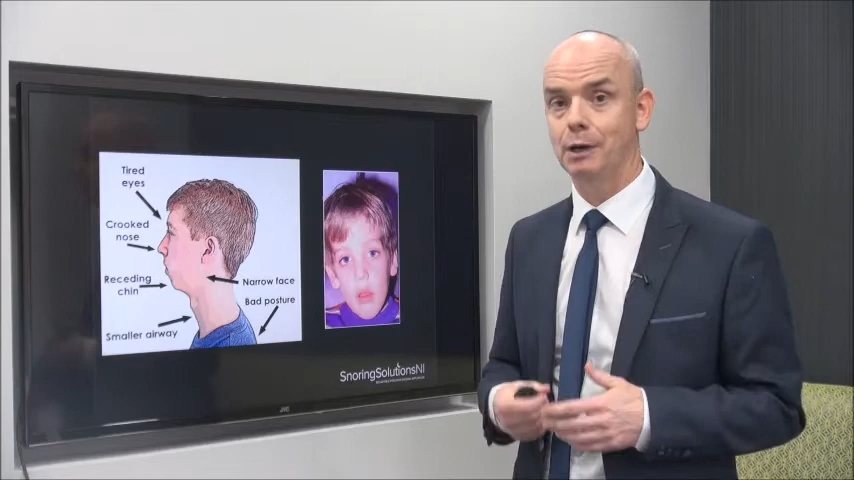 Tired
eyes
Crooked
nose
Receding
chin
Narrow face
Bad posture
Smaller airway
SnoringSolutionsNI
JVC